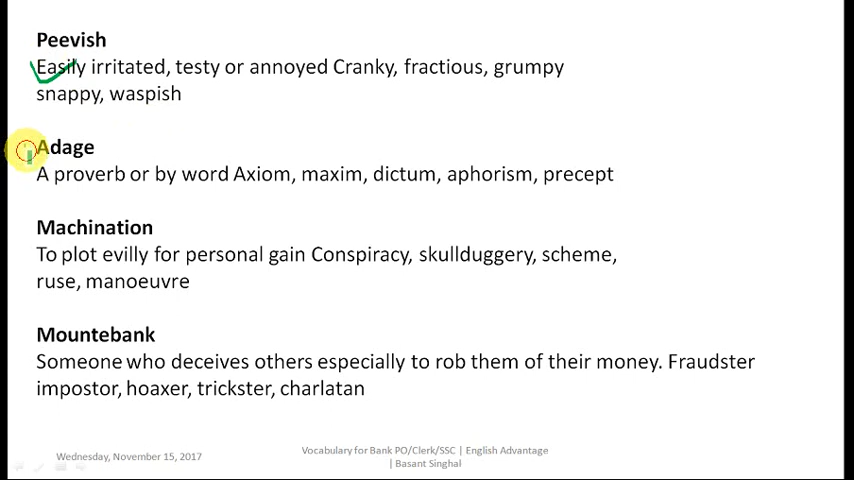 Peevish
Easily irritated, testy or annoyed Cranky, fractious, grumpy
snappy, waspish
Adage
A proverb or by word Axiom, maxim, dictum, aphorism, precept
Machination
To plot evilly for personal gain Conspiracy, skullduggery, scheme,
ruse, manoeuvre
Mountebank
Someone who deceives others especially to rob them of their money. Fraudster
impostor, hoaxer, trickster, charlatan
Wednesday, November 15, 2017
Vocabulary for Bank PO/Clerk/SSC | English Advantage
| Basant Singhal